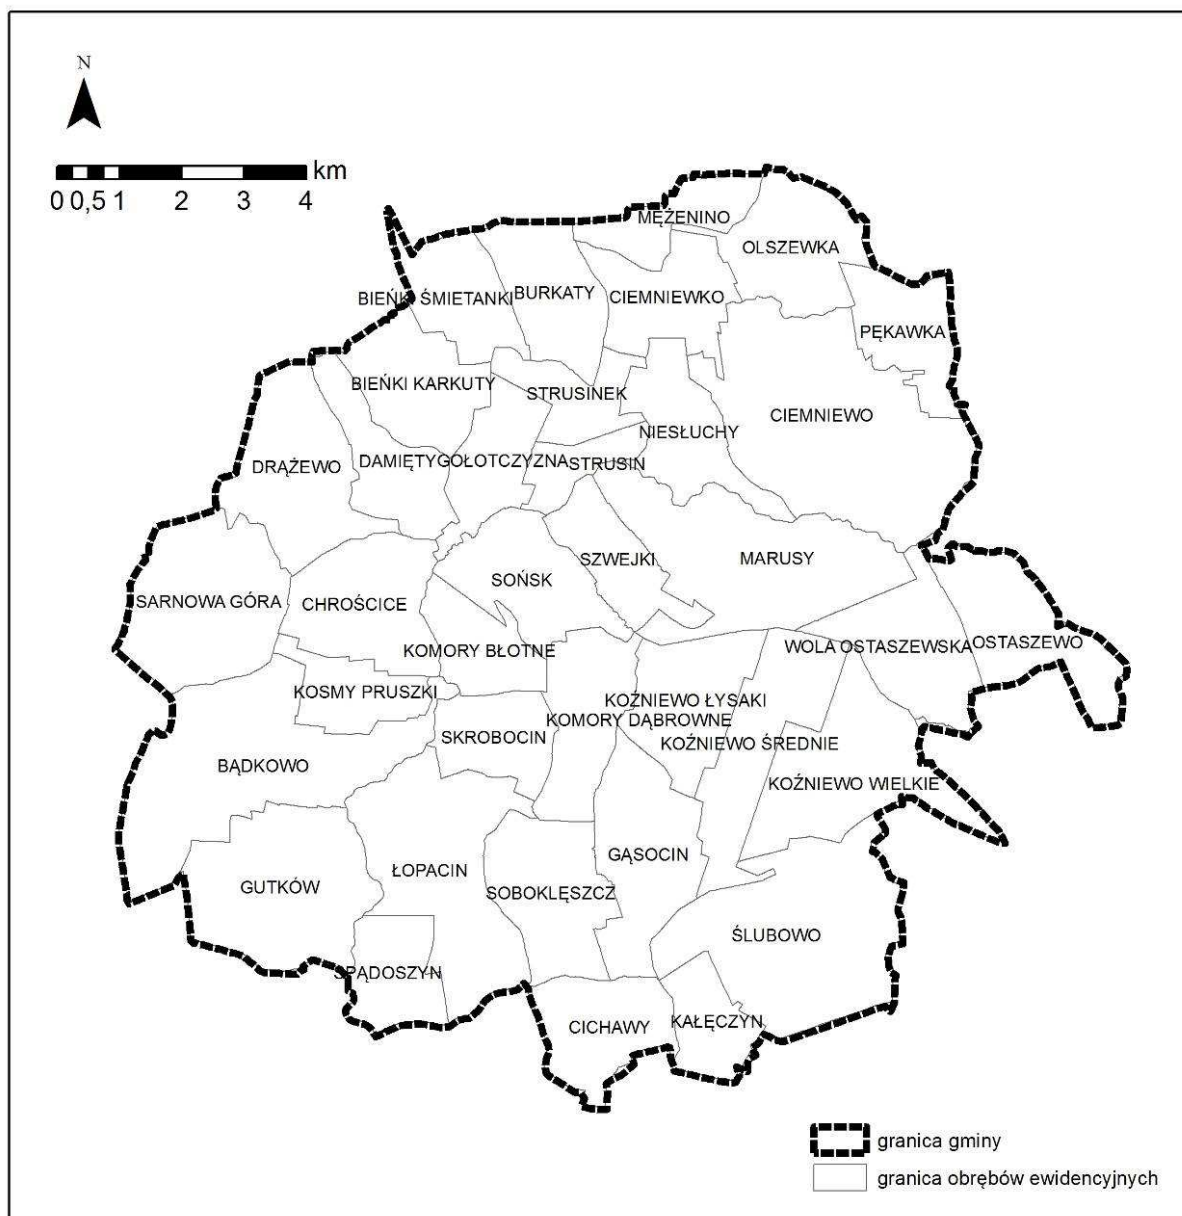 N
km
0 0,5 1 2 3 4
MĘŻENINO
OLSZEWKA
BIEŃKI ŚMIETANKI
BURKATY
CIEMNIEWKO
PĘKAWKA
BIEŃKI KARKUTY
STRUSINEK
CIEMNIEWO
NIESŁUCHY
DRĄŻEWO
DAMIĘTY
GOŁOTCZYZNA
STRUSIN
SZWEJKI
MARUSY
SOŃSK
SARNOWA GÓRA
CHROŚCICE
KOMORY BŁOTNE
WOLA OSTASZEWSKA
OSTASZEWO
KOSMY PRUSZKI
KOŹNIEWO ŁYSAKI
KOMORY DĄBROWNE
SKROBOCIN
KOŹNIEWO ŚREDNIE
BĄDKOWO
KOŹNIEWO WIELKIE
GĄSOCIN
ŁOPACIN
GUTKÓW
SOBOKLĘSZCZ
ŚLUBOWO
SPĄDOSZYN
CICHAWY
KAŁĘCZYN
granica gminy
granica obrębów ewidencyjnych